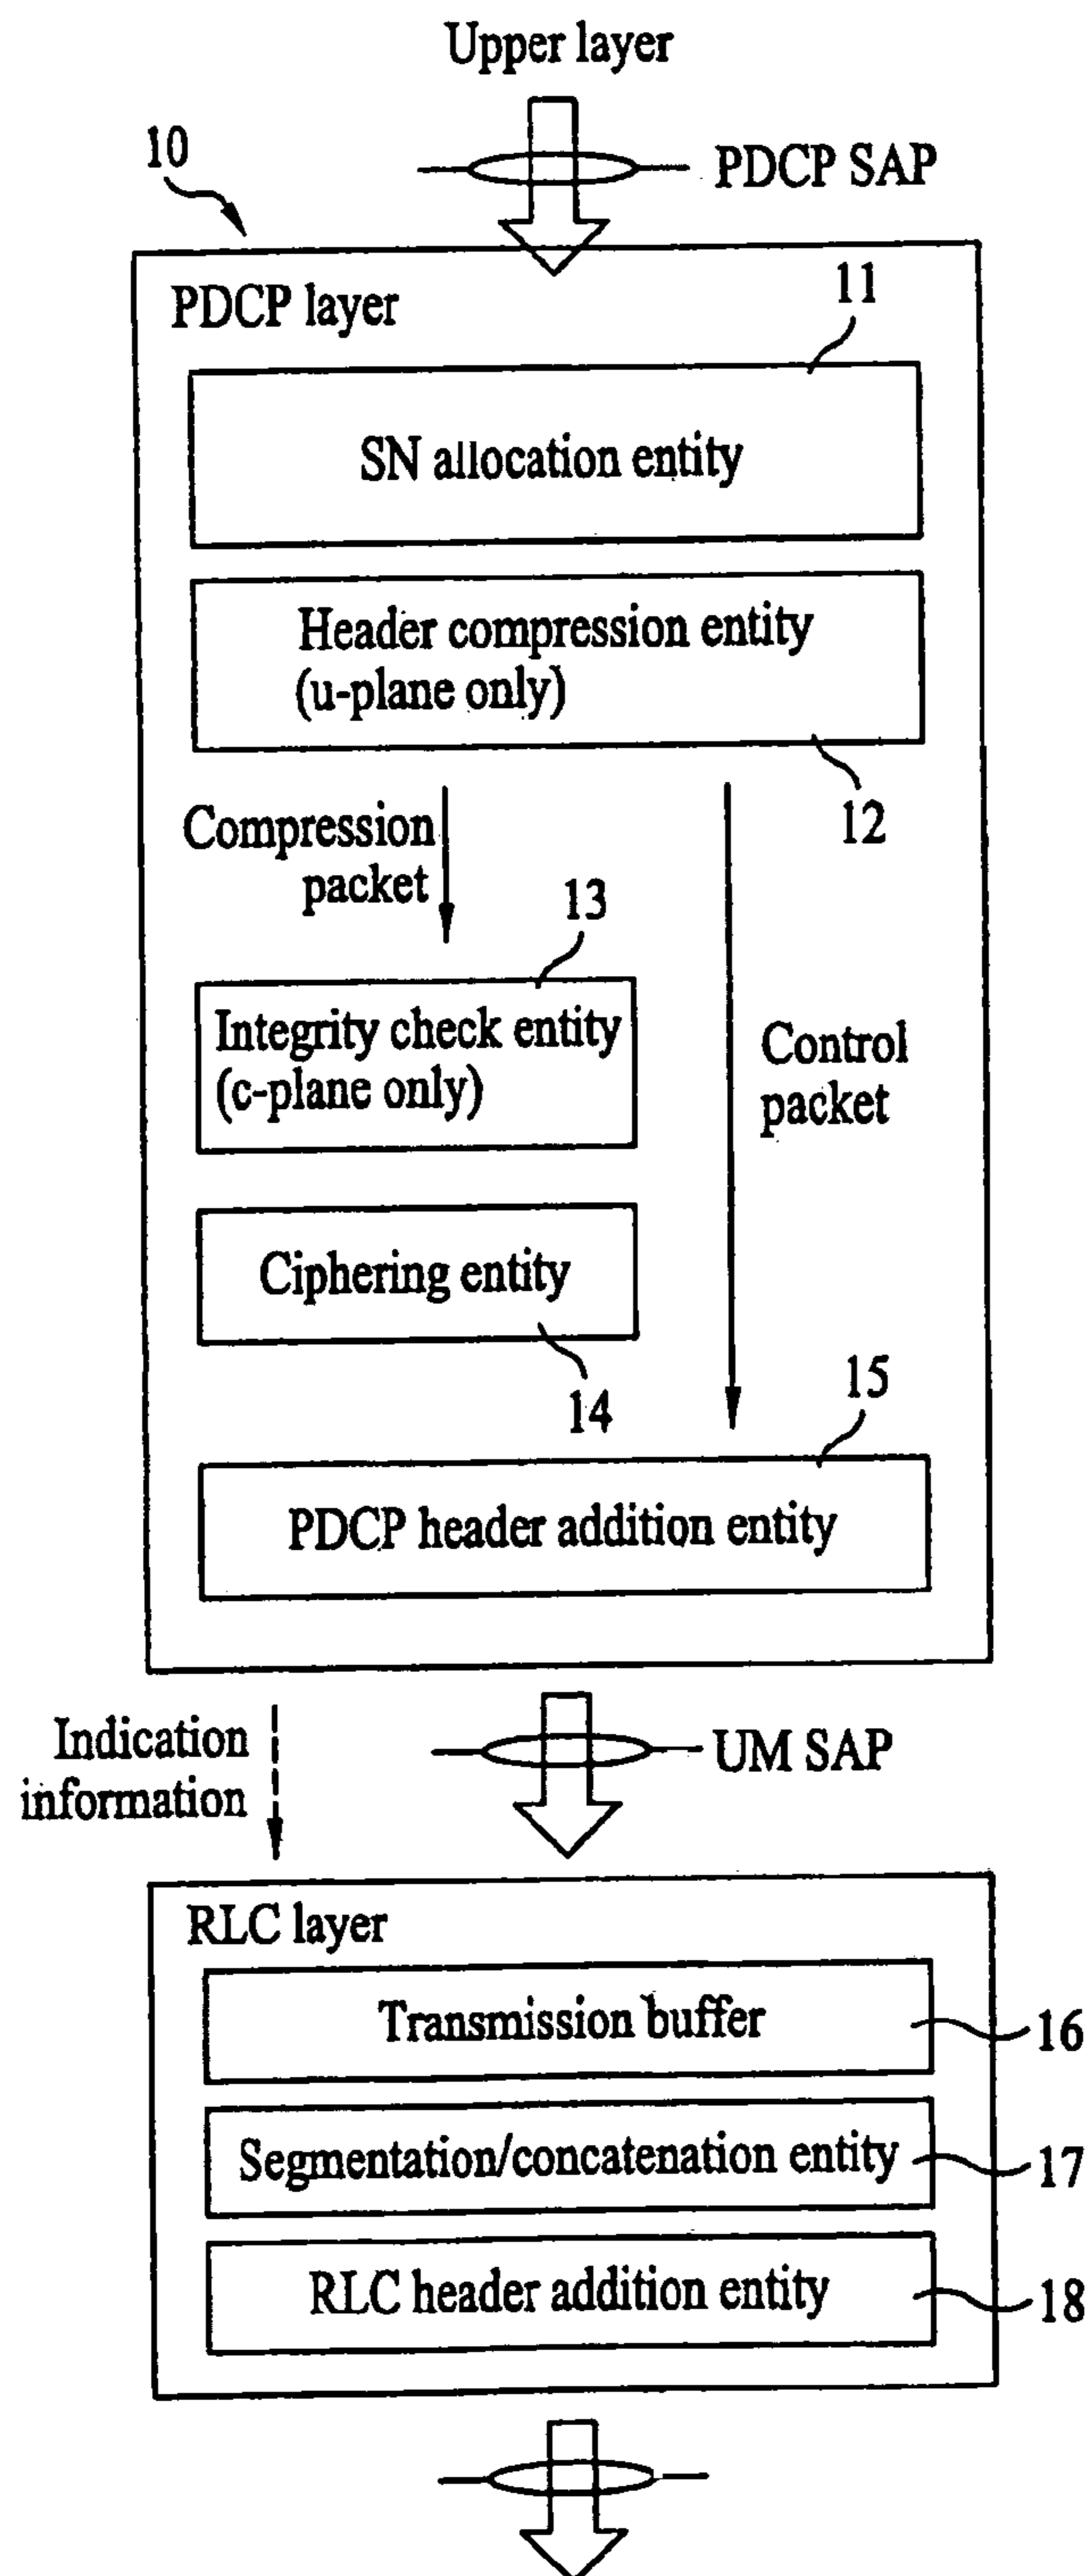 Upper layer
10
PDCP SAP
PDCP layer
11
SN allocation entity
Header compression entity
(u-plane only)
12
Compression
packet
13
Integrity check entity
(c-plane only)
Control
packet
Ciphering entity
14
15
PDCP header addition entity
Indication
information
UM SAP
RLC layer
Transmission buffer
16
Segmentation/concatenation entity
17
RLC header addition entity
18